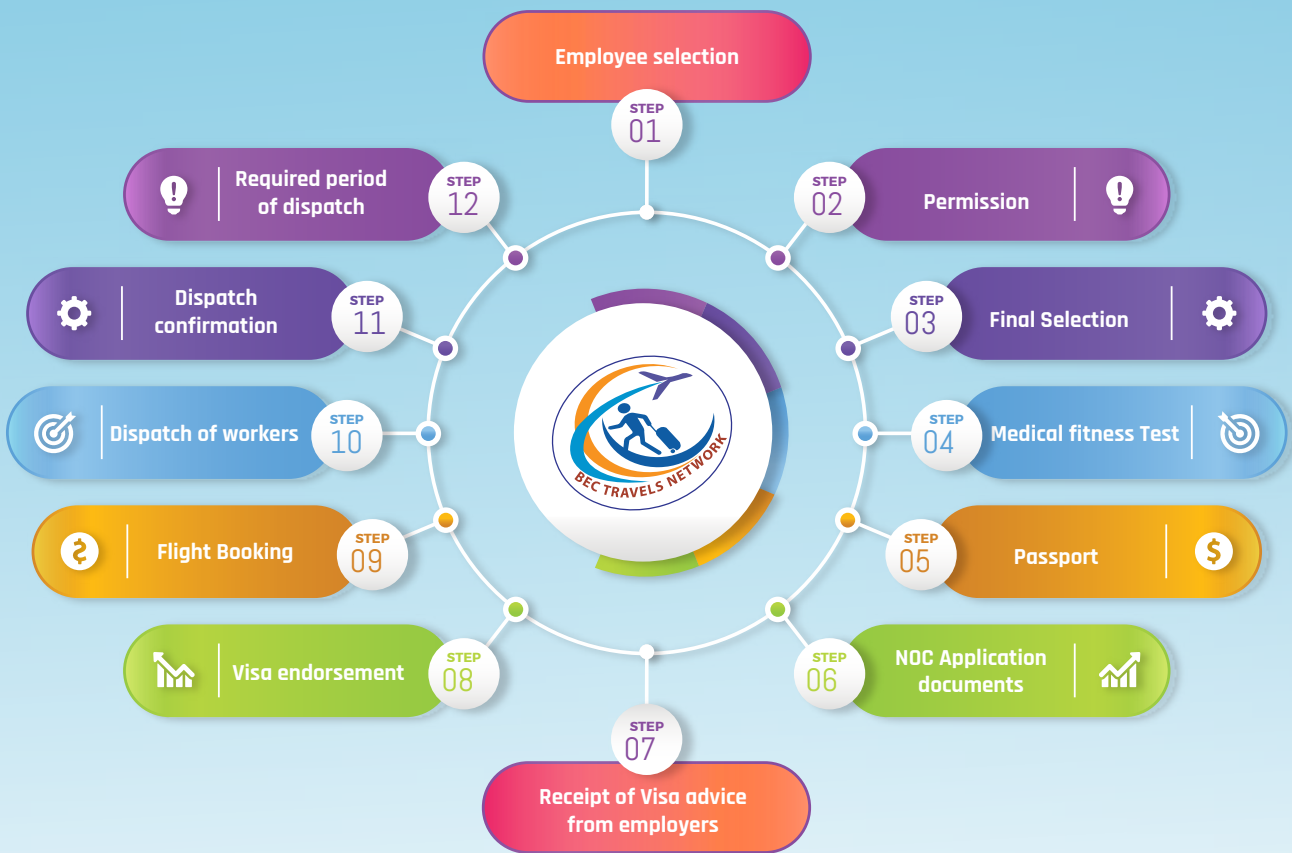 Employee selection
STEP
01
STEP
02
Permission
STEP
03
Final Selection
STEP
04
Medical fitness Test
STEP
05
Passport
STEP
06
NOC Application
documents
STEP
07
Receipt of Visa advice
from employers
STEP
08
Visa endorsement
STEP
09
Flight Booking
STEP
10
Dispatch of workers
STEP
11
Dispatch
confirmation
STEP
12
Required period
of dispatch
BEC TRAVELS NETWORK